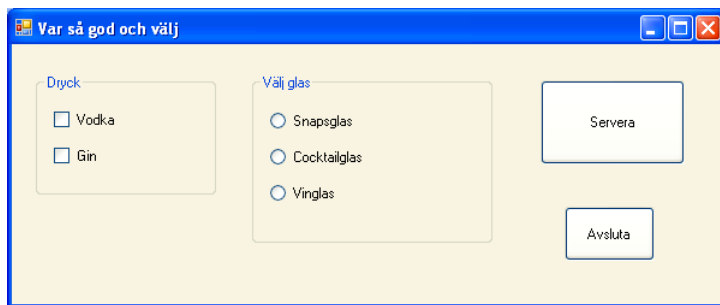 Var så god och välj
Dryck
Vodka
Gin
Välj glas
Snapsglas
Cocktailglas
Vinglas
Servera
Avsluta